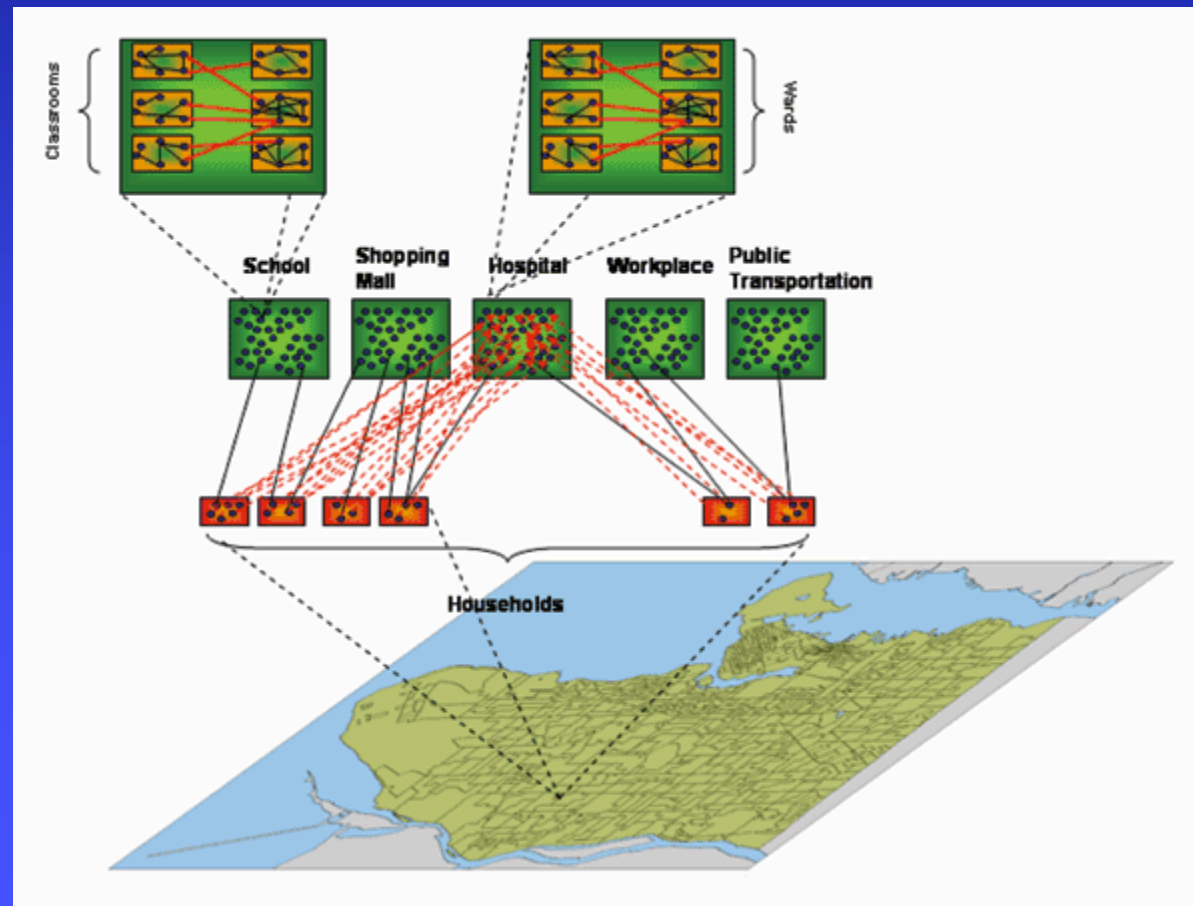 Classrooms
Wards
School
Shopping
Mall
Hospital
Workplace
Public
Transportation
Households